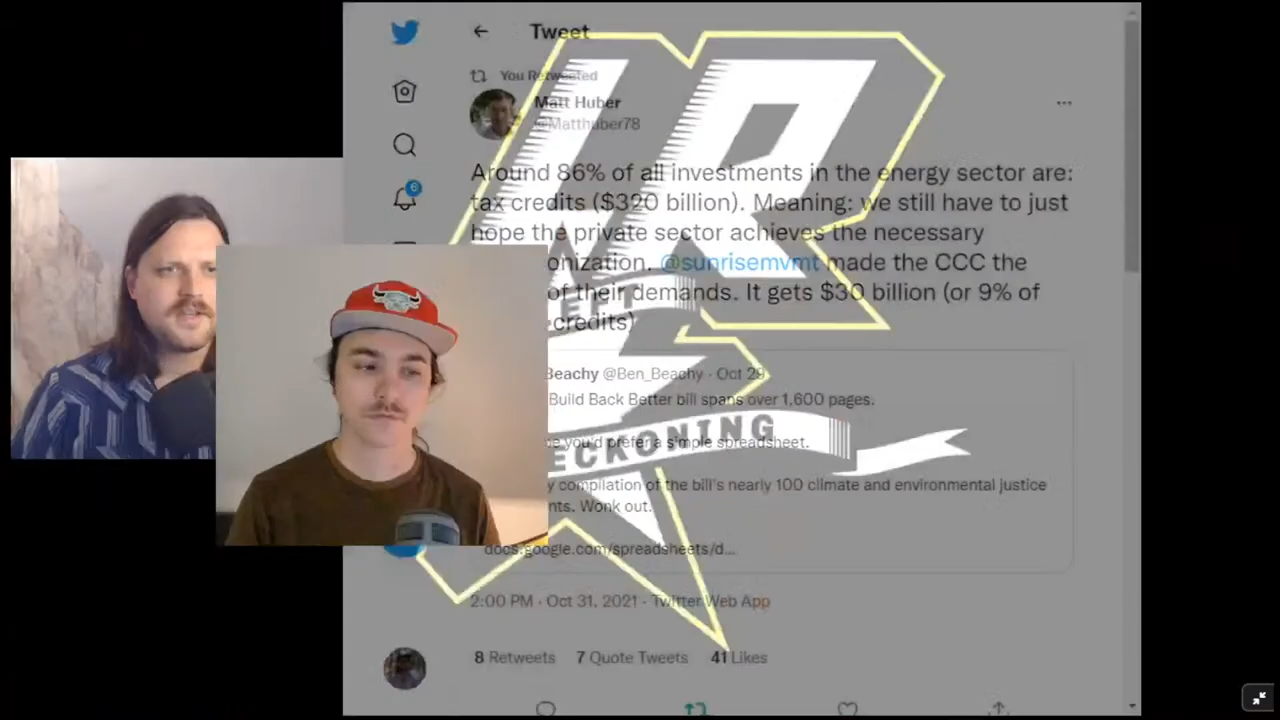 Tweet
You Retweeted
Matt Huber
@Matthuber78
6
Around 86% of all investments in the energy sector are:
tax credits ($320 billion). Meaning: we still have to just
hope the private sector achieves the necessary
onization. @sunrisemvmt made the CCC the
of their demands. It gets $30 billion (or 9% of
credits)
Beachy @Ben_Beachy · Oct 29
Build Back Better bill spans over 1,600 pages.
you'd prefer a simple spreadsheet.
compilation of the bill's nearly 100 climate and environmental justice
nts. Wonk out.
docs.google.com/spreadsheets/d...
2:00 PM · Oct 31, 2021 · Twitter Web App
8 Retweets 7 Quote Tweets 41 Likes
LR
ECKONING